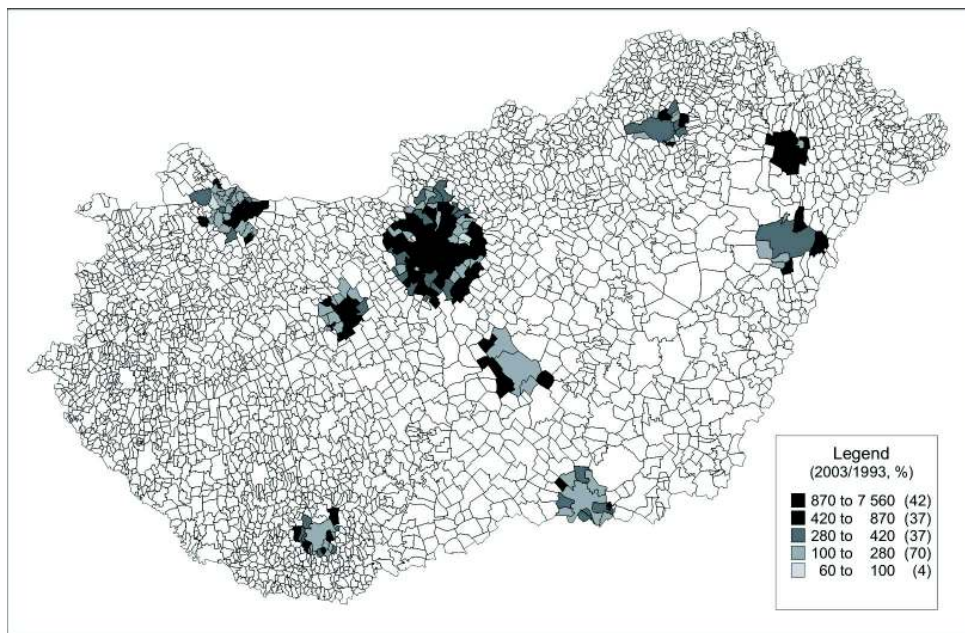 Legend
(2003/1993, %)
870 to 7 560 (42)
420 to 870 (37)
280 to 420 (37)
100 to 280 (70)
60 to 100 (4)